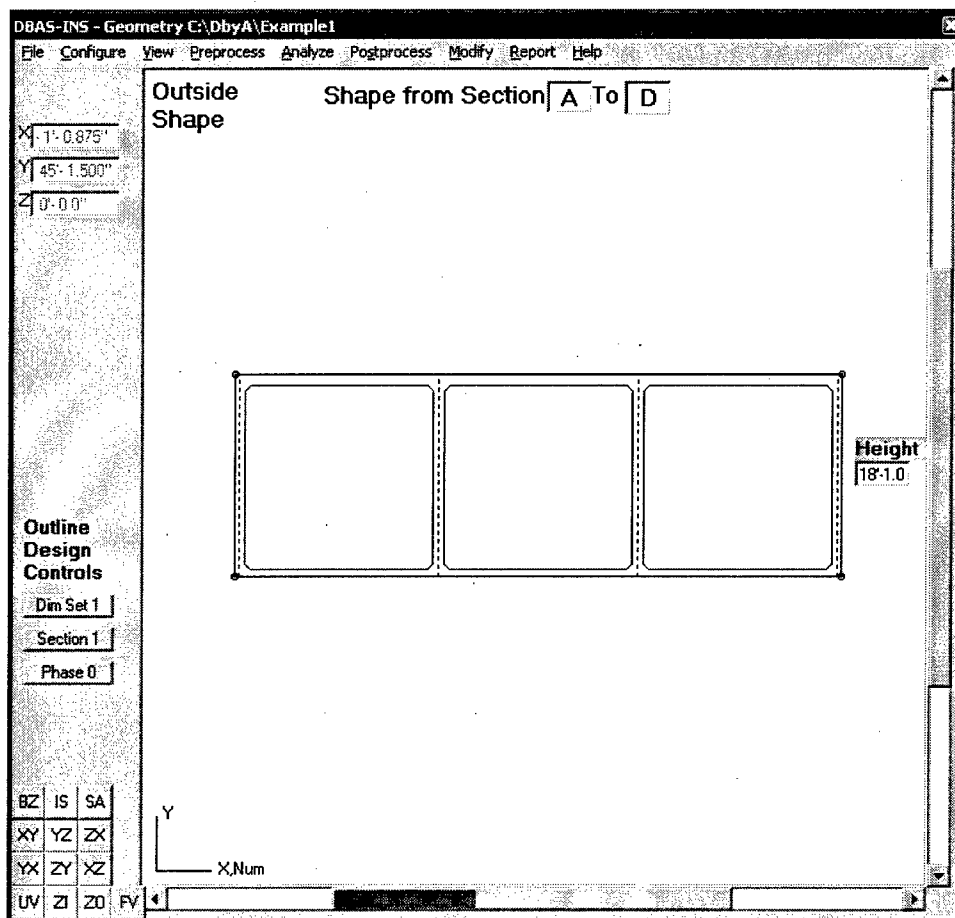 DBAS-INS - Geometry C:\DbyA\Example1
File Configure View Preprocess Analyze Postprocess Modify Report Help
Outside Shape from Section A To D
Shape
X -1'-0.875"
Y 45'-1.500"
Z 0'-0.0"
Height
18'-1.0
Outline
Design
Controls
Dim Set 1
Section 1
Phase 0
BZ IS SA
XY YZ ZX
YX ZY XZ
UV ZI ZO FV
Y
X,Num